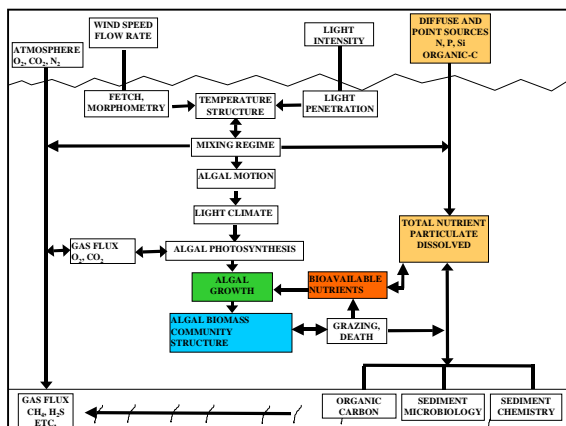 WIND SPEED
FLOW RATE
LIGHT
INTENSITY
DIFFUSE AND
POINT SOURCES
N, P, Si
ORGANIC-C
ATMOSPHERE
O₂, CO₂, N₂
FETCH,
MORPHOMETRY
TEMPERATURE
STRUCTURE
LIGHT
PENETRATION
MIXING REGIME
ALGAL MOTION
LIGHT CLIMATE
TOTAL NUTRIENT
PARTICULATE
DISSOLVED
GAS FLUX
O₂, CO₂
ALGAL PHOTOSYNTHESIS
ALGAL
GROWTH
BIOAVAILABLE
NUTRIENTS
ALGAL BIOMASS
COMMUNITY
STRUCTURE
GRAZING,
DEATH
GAS FLUX
CH₄, H₂S
ETC.
ORGANIC
CARBON
SEDIMENT
MICROBIOLOGY
SEDIMENT
CHEMISTRY